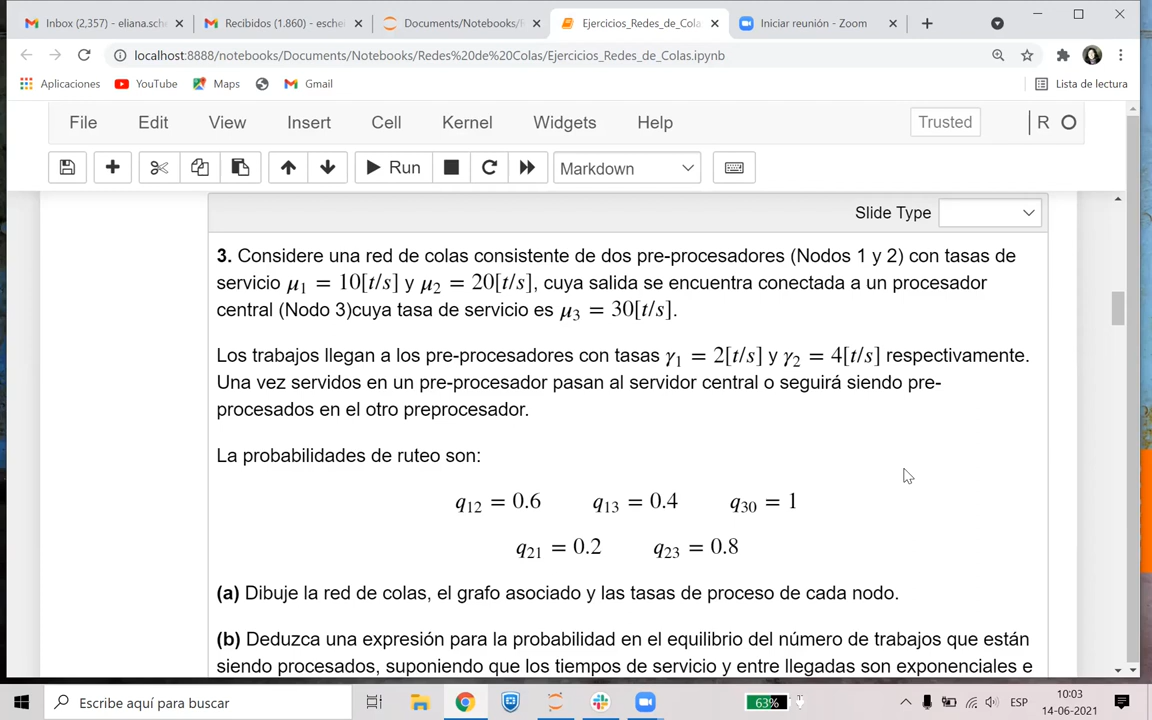 Inbox (2,357) - eliana.sche
Recibidos (1.860) - eschei
Documents/Notebooks/
Ejercicios_Redes_de_Cola
Iniciar reunión - Zoom
localhost:8888/notebooks/Documents/Notebooks/Redes%20de%20Colas/Ejercicios_Redes_de_Colas.ipynb
Aplicaciones YouTube Maps Gmail Lista de lectura
File Edit View Insert Cell Kernel Widgets Help Trusted R
Run Markdown
Slide Type
3. Considere una red de colas consistente de dos pre-procesadores (Nodos 1 y 2) con tasas de
servicio μ₁ = 10[t/s] y μ₂ = 20[t/s], cuya salida se encuentra conectada a un procesador
central (Nodo 3)cuya tasa de servicio es μ₃ = 30[t/s].
Los trabajos llegan a los pre-procesadores con tasas γ₁ = 2[t/s] y γ₂ = 4[t/s] respectivamente.
Una vez servidos en un pre-procesador pasan al servidor central o seguirá siendo pre-
procesados en el otro preprocesador.
La probabilidades de ruteo son:
q₁₂ = 0.6 q₁₃ = 0.4 q₃₀ = 1
q₂₁ = 0.2 q₂₃ = 0.8
(a) Dibuje la red de colas, el grafo asociado y las tasas de proceso de cada nodo.
(b) Deduzca una expresión para la probabilidad en el equilibrio del número de trabajos que están
siendo procesados, suponiendo que los tiempos de servicio y entre llegadas son exponenciales e
Escribe aquí para buscar
63%
ESP
10:03
14-06-2021